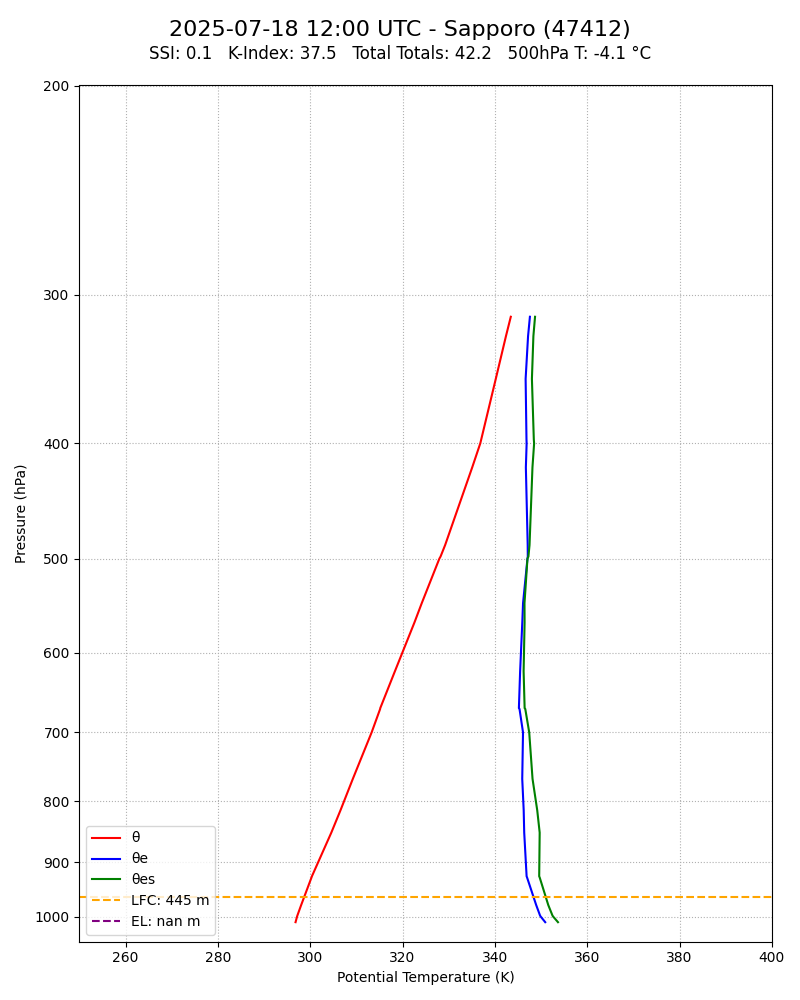 2025-07-18 12:00 UTC - Sapporo (47412)
SSI: 0.1   K-Index: 37.5   Total Totals: 42.2   500hPa T: -4.1 °C
200
300
400
500
600
700
800
900
1000
Pressure (hPa)
θ
θe
θes
LFC: 445 m
EL: nan m
260 280 300 320 340 360 380 400
Potential Temperature (K)